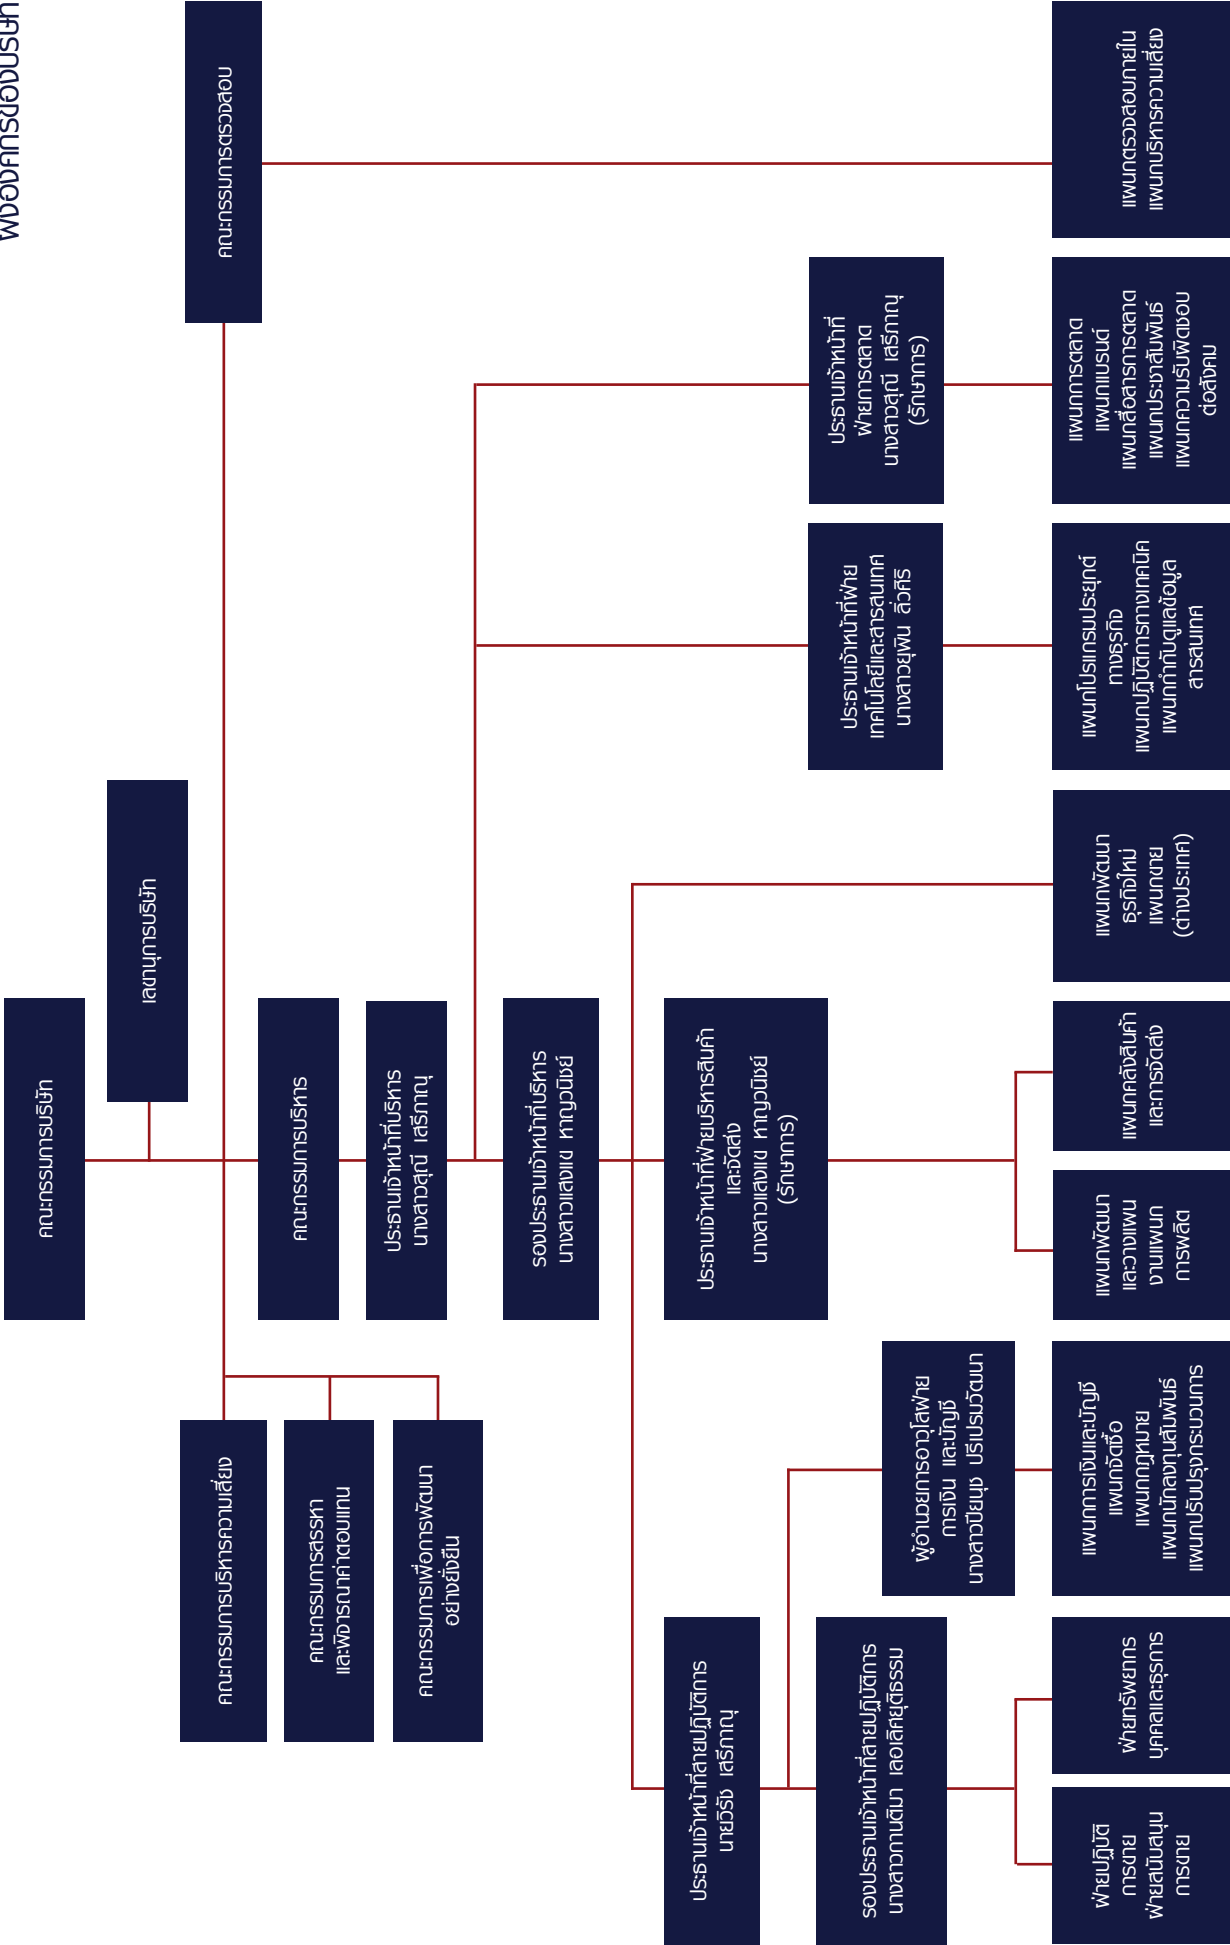 ผังองค์กรของบริษัท
คณะกรรมการบริษัท
เลขานุการบริษัท
คณะกรรมการตรวจสอบ
คณะกรรมการบริหารความเสี่ยง
คณะกรรมการสรรหา
และพิจารณาค่าตอบแทน
คณะกรรมการเพื่อการพัฒนา
อย่างยั่งยืน
คณะกรรมการบริหาร
ประธานเจ้าหน้าที่บริหาร
นางสาวสุณี เสรีภาณุ
รองประธานเจ้าหน้าที่บริหาร
นางสาวแสงแข หาญวนิชย์
ประธานเจ้าหน้าที่สายปฏิบัติการ
นายวิรัช เสรีภาณุ
ประธานเจ้าหน้าที่ฝ่ายบริหารสินค้า
และจัดส่ง
นางสาวแสงแข หาญวนิชย์
(รักษาการ)
ประธานเจ้าหน้าที่ฝ่าย
เทคโนโลยีและสารสนเทศ
นางสาวยุพิน ลิ่วศิริ
ประธานเจ้าหน้าที่
ฝ่ายการตลาด
นางสาวสุณี เสรีภาณุ
(รักษาการ)
รองประธานเจ้าหน้าที่สายปฏิบัติการ
นางสาวกานติมา เลอเลิศยุติธรรม
ผู้อำนวยการอาวุโสฝ่าย
การเงิน และบัญชี
นางสาวปิยนุช ปรีเปรมวัฒนา
ฝ่ายปฏิบัติ
การขาย
ฝ่ายสนับสนุน
การขาย
ฝ่ายทรัพยากร
บุคคลและธุรการ
แผนกการเงินและบัญชี
แผนกจัดซื้อ
แผนกกฎหมาย
แผนกนักลงทุนสัมพันธ์
แผนกปรับปรุงกระบวนการ
แผนกพัฒนา
และวางแผน
งานแผนก
การผลิต
แผนกคลังสินค้า
และการจัดส่ง
แผนกพัฒนา
ธุรกิจใหม่
แผนกขาย
(ต่างประเทศ)
แผนกโปรแกรมประยุกต์
ทางธุรกิจ
แผนกปฏิบัติการทางเทคนิค
แผนกกำกับดูแลข้อมูล
สารสนเทศ
แผนกการตลาด
แผนกแบรนด์
แผนกสื่อสารการตลาด
แผนกประชาสัมพันธ์
แผนกความรับผิดชอบ
ต่อสังคม
แผนกตรวจสอบภายใน
แผนกบริหารความเสี่ยง